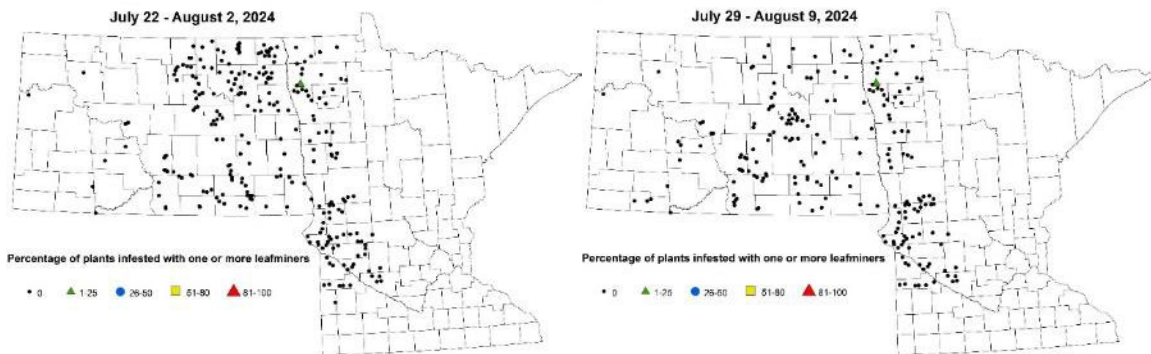 July 22 - August 2, 2024
Percentage of plants infested with one or more leafminers
0 1-25 26-50 51-80 81-100
July 29 - August 9, 2024
Percentage of plants infested with one or more leafminers
0 1-25 26-50 51-80 81-100